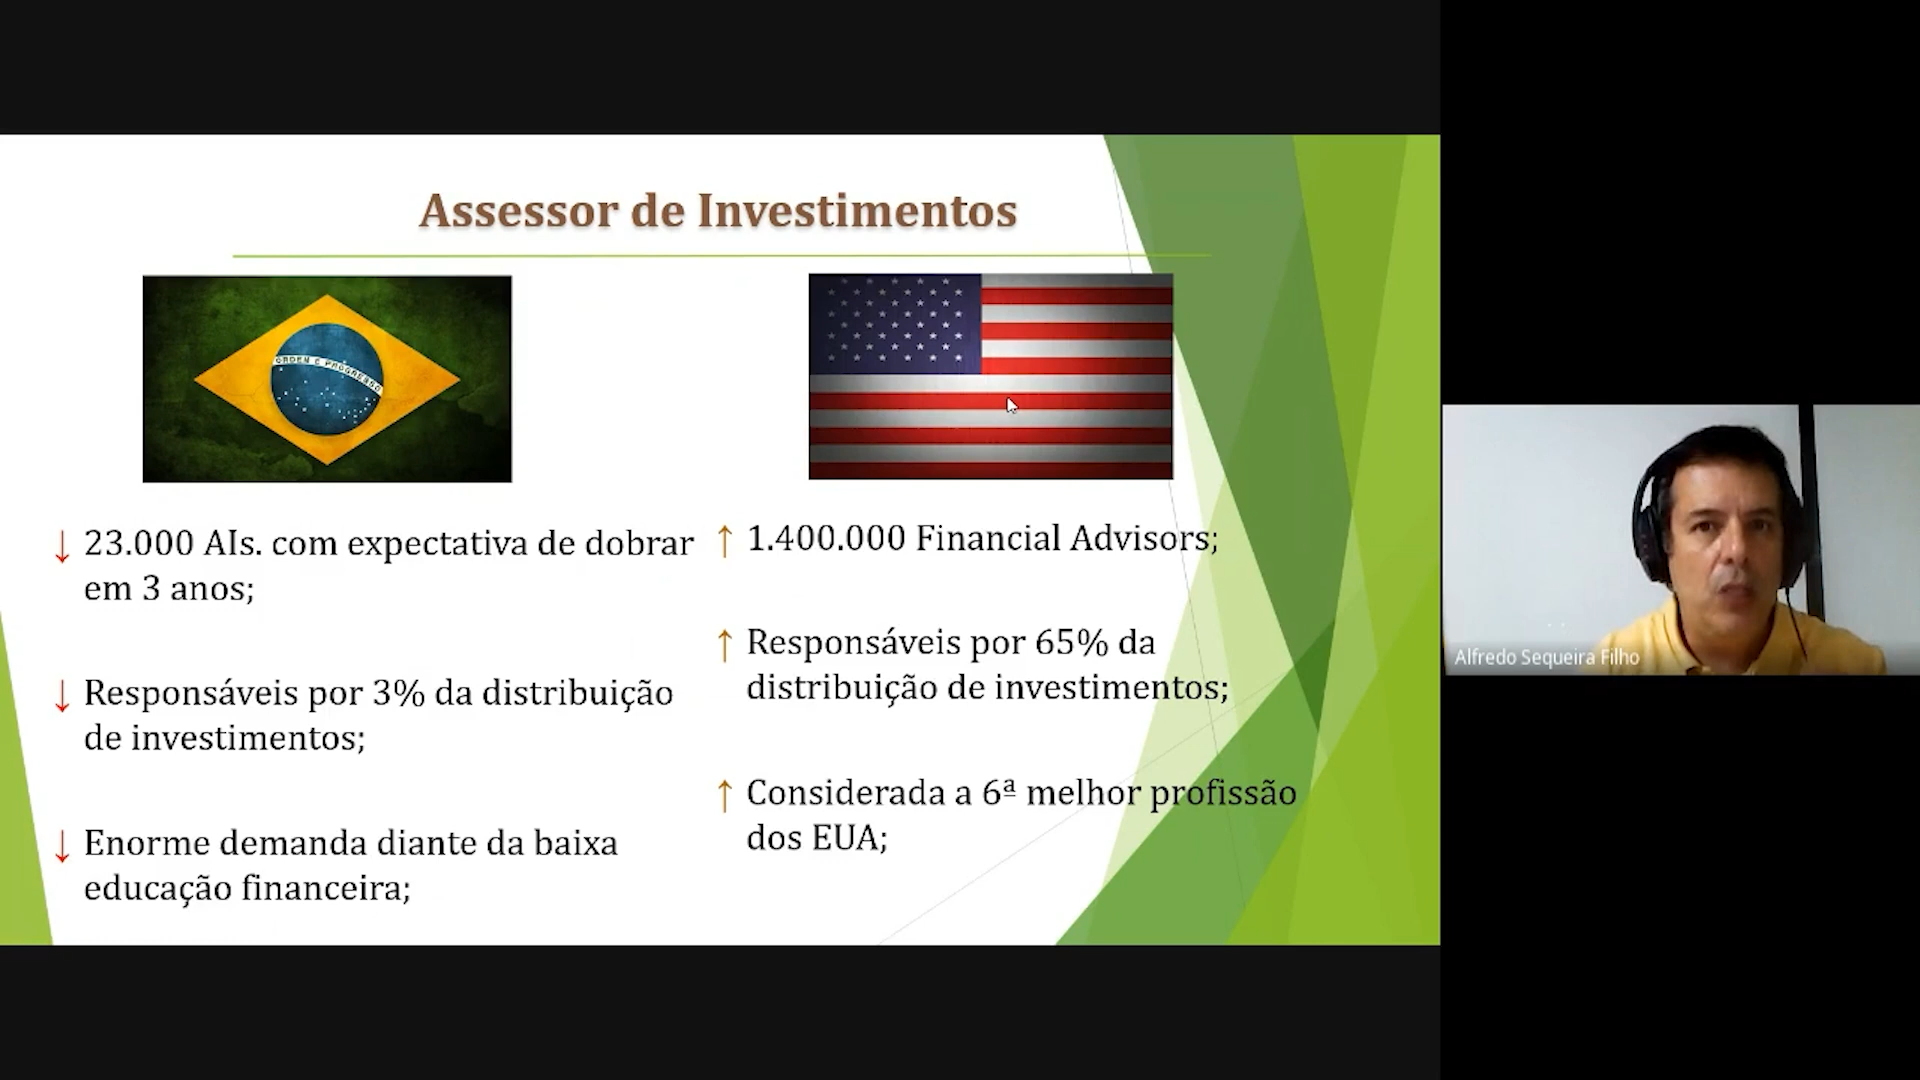 Assessor de Investimentos
ORDEM E PROGRESSO
↓ 23.000 AIs. com expectativa de dobrar
em 3 anos;
↓ Responsáveis por 3% da distribuição
de investimentos;
↓ Enorme demanda diante da baixa
educação financeira;
↑ 1.400.000 Financial Advisors;
↑ Responsáveis por 65% da
distribuição de investimentos;
↑ Considerada a 6ª melhor profissão
dos EUA;
Alfredo Sequeira Filho